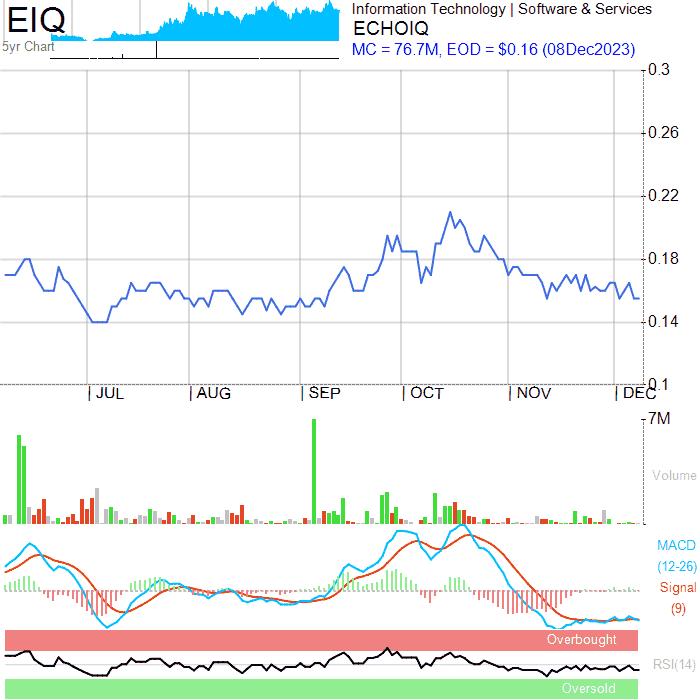 EIQ
5yr Chart
Information Technology | Software & Services
ECHOIQ
MC = 76.7M, EOD = $0.16 (08Dec2023)
0.3
0.26
0.22
0.18
0.14
0.1
| JUL | AUG | SEP | OCT | NOV | DEC
7M
Volume
MACD
(12-26)
Signal
(9)
Overbought
RSI(14)
Oversold